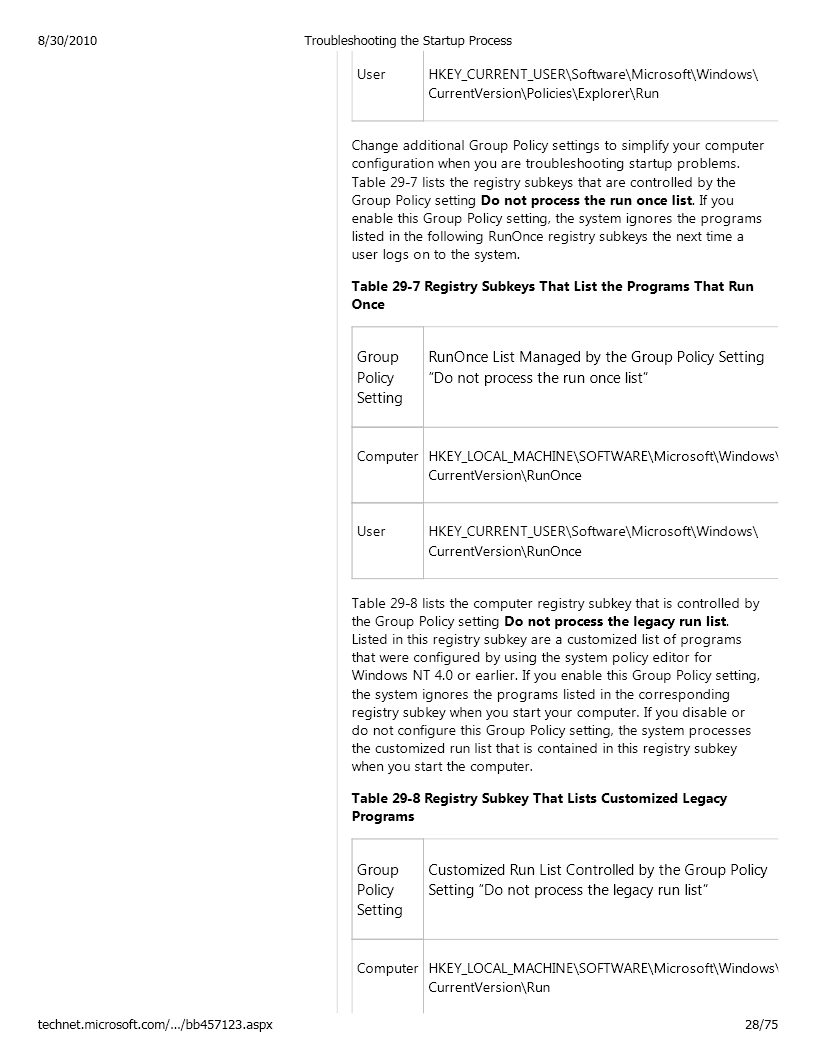 8/30/2010 Troubleshooting the Startup Process
User HKEY_CURRENT_USER\Software\Microsoft\Windows\
CurrentVersion\Policies\Explorer\Run
Change additional Group Policy settings to simplify your computer
configuration when you are troubleshooting startup problems.
Table 29-7 lists the registry subkeys that are controlled by the
Group Policy setting Do not process the run once list. If you
enable this Group Policy setting, the system ignores the programs
listed in the following RunOnce registry subkeys the next time a
user logs on to the system.
Table 29-7 Registry Subkeys That List the Programs That Run
Once
Group
Policy
Setting
RunOnce List Managed by the Group Policy Setting
“Do not process the run once list”
Computer HKEY_LOCAL_MACHINE\SOFTWARE\Microsoft\Windows\
CurrentVersion\RunOnce
User HKEY_CURRENT_USER\Software\Microsoft\Windows\
CurrentVersion\RunOnce
Table 29-8 lists the computer registry subkey that is controlled by
the Group Policy setting Do not process the legacy run list.
Listed in this registry subkey are a customized list of programs
that were configured by using the system policy editor for
Windows NT 4.0 or earlier. If you enable this Group Policy setting,
the system ignores the programs listed in the corresponding
registry subkey when you start your computer. If you disable or
do not configure this Group Policy setting, the system processes
the customized run list that is contained in this registry subkey
when you start the computer.
Table 29-8 Registry Subkey That Lists Customized Legacy
Programs
Group
Policy
Setting
Customized Run List Controlled by the Group Policy
Setting “Do not process the legacy run list”
Computer HKEY_LOCAL_MACHINE\SOFTWARE\Microsoft\Windows\
CurrentVersion\Run
technet.microsoft.com/.../bb457123.aspx 28/75